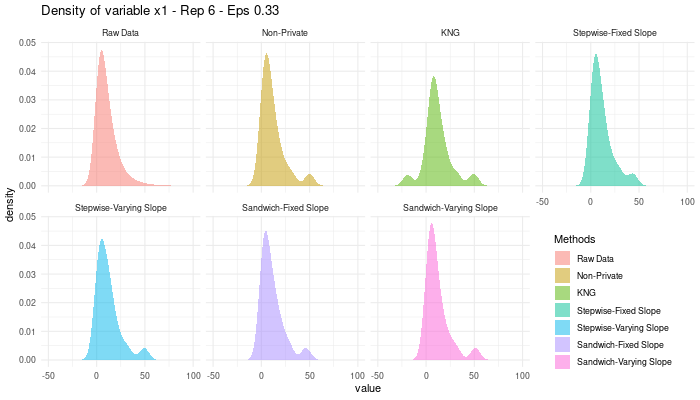 Density of variable x1 - Rep 6 - Eps 0.33
Raw Data Non-Private KNG Stepwise-Fixed Slope
0.05
0.04
0.03
0.02
0.01
0.00
-50 0 50 100
density
Stepwise-Varying Slope Sandwich-Fixed Slope Sandwich-Varying Slope
0.05
0.04
0.03
0.02
0.01
0.00
-50 0 50 100 -50 0 50 100 -50 0 50 100
value
Methods
Raw Data
Non-Private
KNG
Stepwise-Fixed Slope
Stepwise-Varying Slope
Sandwich-Fixed Slope
Sandwich-Varying Slope